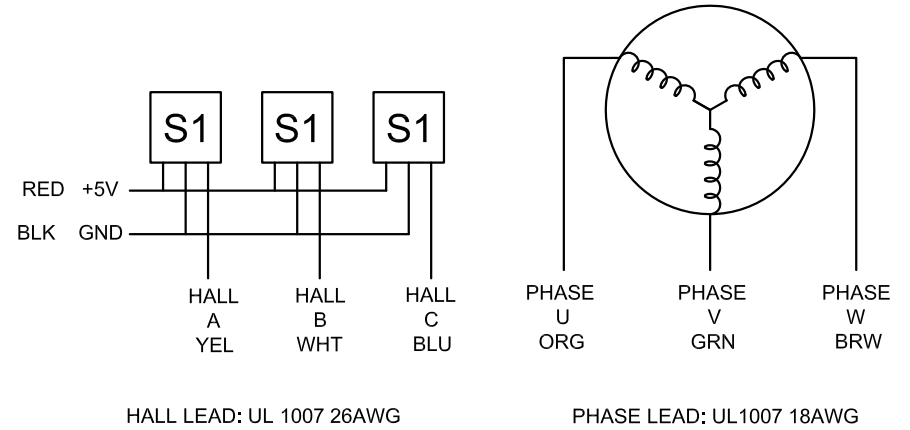 S1 S1 S1
RED +5V
BLK GND
HALL
A
YEL
HALL
B
WHT
HALL
C
BLU
PHASE
U
ORG
PHASE
V
GRN
PHASE
W
BRW
HALL LEAD: UL 1007 26AWG
PHASE LEAD: UL1007 18AWG